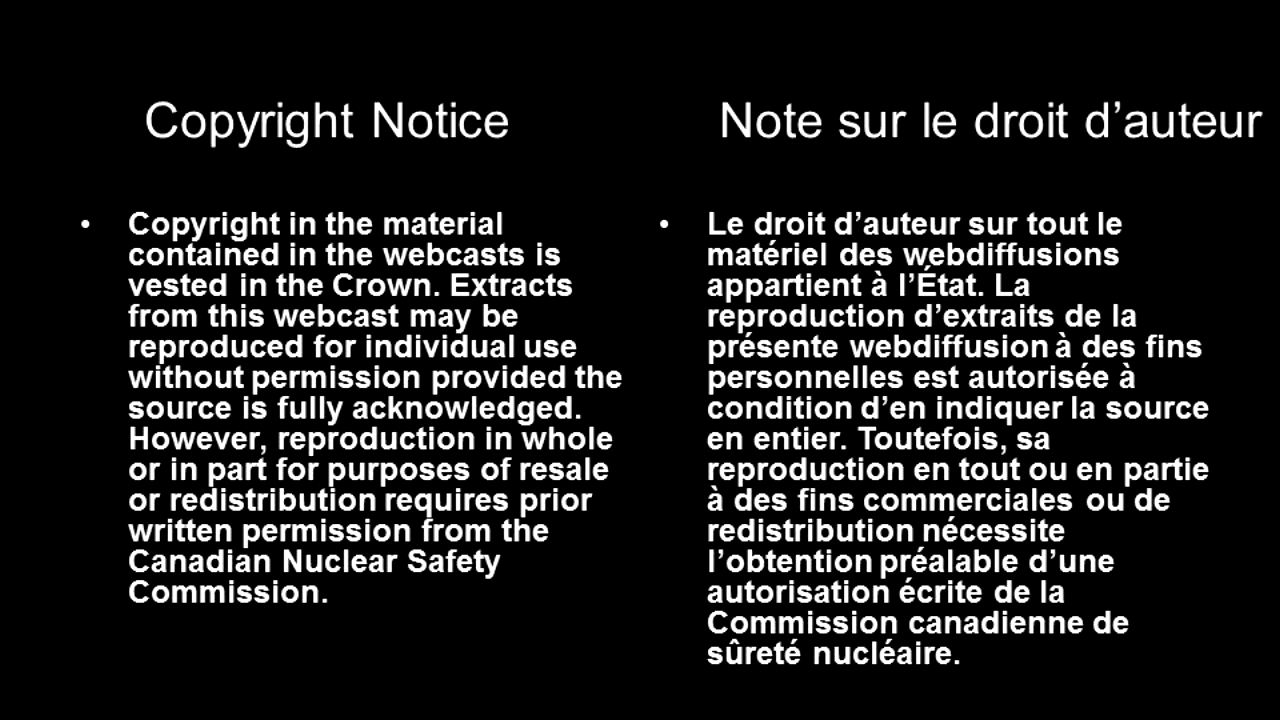 Copyright Notice
• Copyright in the material
contained in the webcasts is
vested in the Crown. Extracts
from this webcast may be
reproduced for individual use
without permission provided the
source is fully acknowledged.
However, reproduction in whole
or in part for purposes of resale
or redistribution requires prior
written permission from the
Canadian Nuclear Safety
Commission.
Note sur le droit d’auteur
• Le droit d’auteur sur tout le
matériel des webdiffusions
appartient à l’État. La
reproduction d’extraits de la
présente webdiffusion à des fins
personnelles est autorisée à
condition d’en indiquer la source
en entier. Toutefois, sa
reproduction en tout ou en partie
à des fins commerciales ou de
redistribution nécessite
l’obtention préalable d’une
autorisation écrite de la
Commission canadienne de
sûreté nucléaire.